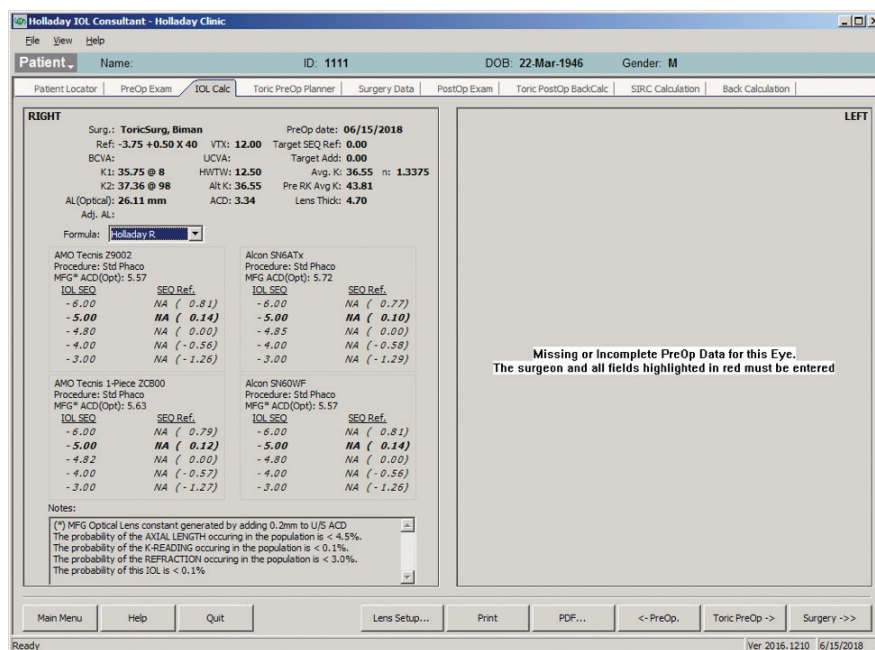 Holladay IOL Consultant - Holladay Clinic
File View Help
Patient Name: ID: 1111 DOB: 22-Mar-1946 Gender: M
Patient Locator PreOp Exam IOL Calc Toric PreOp Planner Surgery Data PostOp Exam Toric PostOp BackCalc SIRC Calculation Back Calculation
RIGHT
Surg.: ToricSurg, Biman PreOp date: 06/15/2018
Ref: -3.75 +0.50 X 40 VTX: 12.00 Target SEQ Ref: 0.00
BCVA: UCVA: Target Add: 0.00
K1: 35.75 @ 8 HWTW: 12.50 Avg. K: 36.55 n: 1.3375
K2: 37.36 @ 98 Alt K: 36.55 Pre RK Avg K: 43.81
AL(Optical): 26.11 mm ACD: 3.34 Lens Thick: 4.70
Adj. AL:
Formula: Holladay R
AMO Tecnis Z9002
Procedure: Std Phaco
MFG* ACD(Opt): 5.57
IOL SEQ SEQ Ref.
-6.00 NA ( 0.81)
-5.00 NA ( 0.14)
-4.80 NA ( 0.00)
-4.00 NA (-0.56)
-3.00 NA (-1.26)
Alcon SN6ATx
Procedure: Std Phaco
MFG ACD(Opt): 5.72
IOL SEQ SEQ Ref.
-6.00 NA ( 0.77)
-5.00 NA ( 0.10)
-4.85 NA ( 0.00)
-4.00 NA (-0.58)
-3.00 NA (-1.29)
AMO Tecnis 1-Piece ZCB00
Procedure: Std Phaco
MFG* ACD(Opt): 5.63
IOL SEQ SEQ Ref.
-6.00 NA ( 0.79)
-5.00 NA ( 0.12)
-4.82 NA ( 0.00)
-4.00 NA (-0.57)
-3.00 NA (-1.27)
Alcon SN60WF
Procedure: Std Phaco
MFG* ACD(Opt): 5.57
IOL SEQ SEQ Ref.
-6.00 NA ( 0.81)
-5.00 NA ( 0.14)
-4.80 NA ( 0.00)
-4.00 NA (-0.56)
-3.00 NA (-1.26)
Notes:
(*) MFG Optical Lens constant generated by adding 0.2mm to U/S ACD
The probability of the AXIAL LENGTH occuring in the population is < 4.5%.
The probability of the K-READING occuring in the population is < 0.1%.
The probability of the REFRACTION occuring in the population is < 3.0%.
The probability of this IOL is < 0.1%
LEFT
Missing or Incomplete PreOp Data for this Eye.
The surgeon and all fields highlighted in red must be entered
Main Menu Help Quit Lens Setup... Print PDF... <-PreOp. Toric PreOp -> Surgery ->>
Ready Ver 2016.1210 6/15/2018